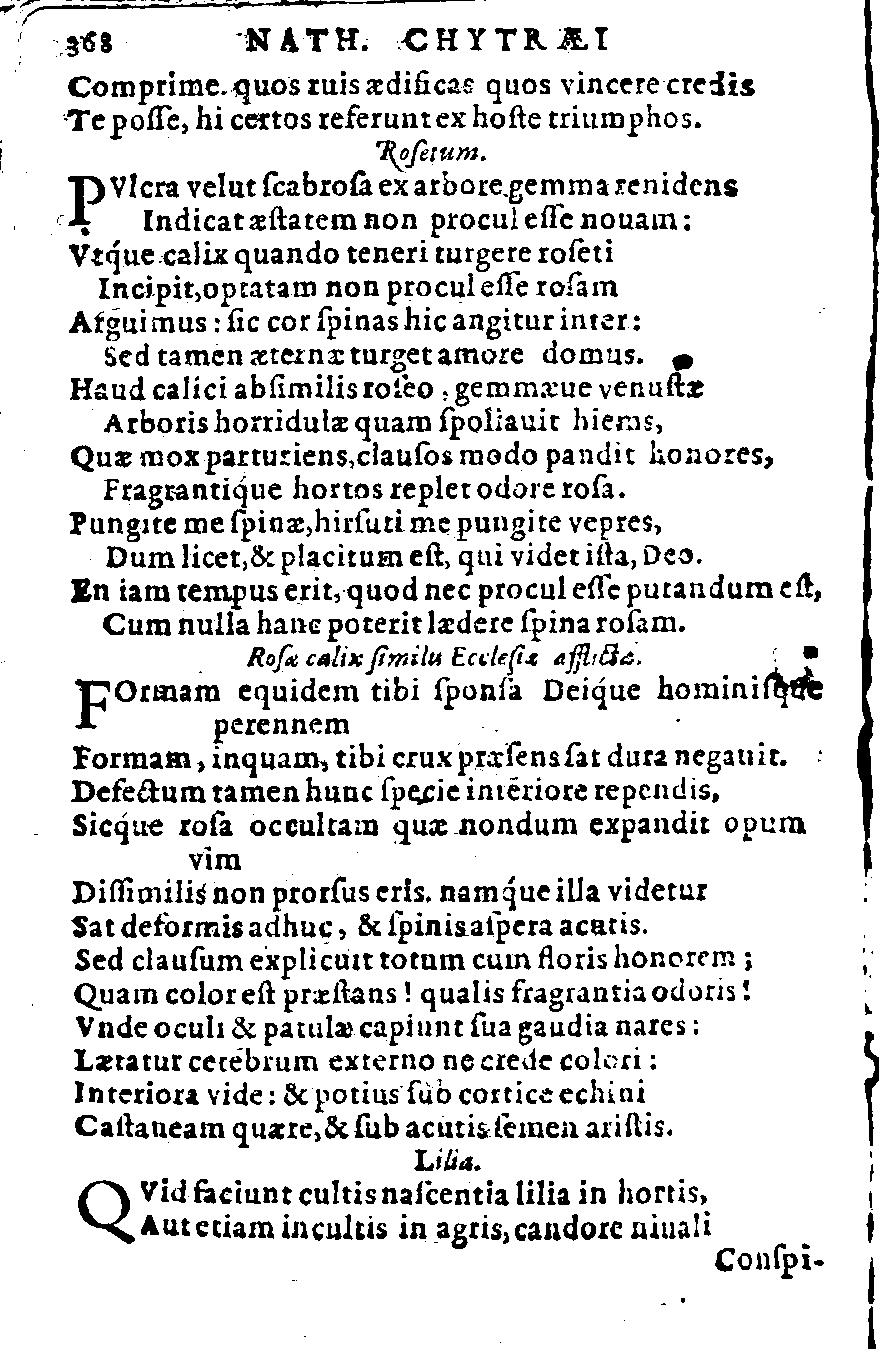 368 NATH. CHYTRÆI
Comprime. quos ruis ædificas quos vincere credis
Te poſſe, hi certos referunt ex hoſte triumphos.
Roſetum.
PVlcra velut ſcabroſa ex arbore gemma renidens
Indicat æſtatem non procul eſſe nouam:
Vtq́ue calix quando teneri turgere roſeti
Incipit, optatam non procul eſſe roſam
Arguimus: ſic cor ſpinas hic angitur inter:
Sed tamen æternæ turget amore domus.
Haud calici abſimilis roſeo, gemmæue venuſtæ
Arboris horridulæ quam ſpoliauit hiems,
Quæ mox parturiens, clauſos modo pandit honores,
Fragrantiq́ue hortos replet odore roſa.
Pungite me ſpinæ, hirſuti me pungite vepres,
Dum licet, & placitum eſt, qui videt iſta, Deo.
En iam tempus erit, quod nec procul eſſe putandum eſt,
Cum nulla hanc poterit lædere ſpina roſam.
Roſæ calix ſimilis Eccleſiæ afflictæ.
FOrmam equidem tibi ſponſa Deiq́ue hominiſque
perennem
Formam, inquam, tibi crux præſens ſat dura negauit.
Defectum tamen hunc ſpecie interiore rependis,
Sicq́ue roſa occultam quæ nondum expandit opum
vim
Diſſimilis non prorſus eris. namq́ue illa videtur
Sat deformis adhuc, & ſpinis aſpera acutis.
Sed clauſum explicuit totum cum floris honorem;
Quam color eſt præſtans! qualis fragrantia odoris!
Vnde oculi & patulæ capiunt ſua gaudia nares:
Lætatur cerebrum externo ne crede colori:
Interiora vide: & potius ſub cortice echini
Caſtaneam quære, & ſub acutis ſemen ariſtis.
Lilia.
QVid faciunt cultis naſcentia lilia in hortis,
Aut etiam incultis in agris, candore niuali
Conſpi-